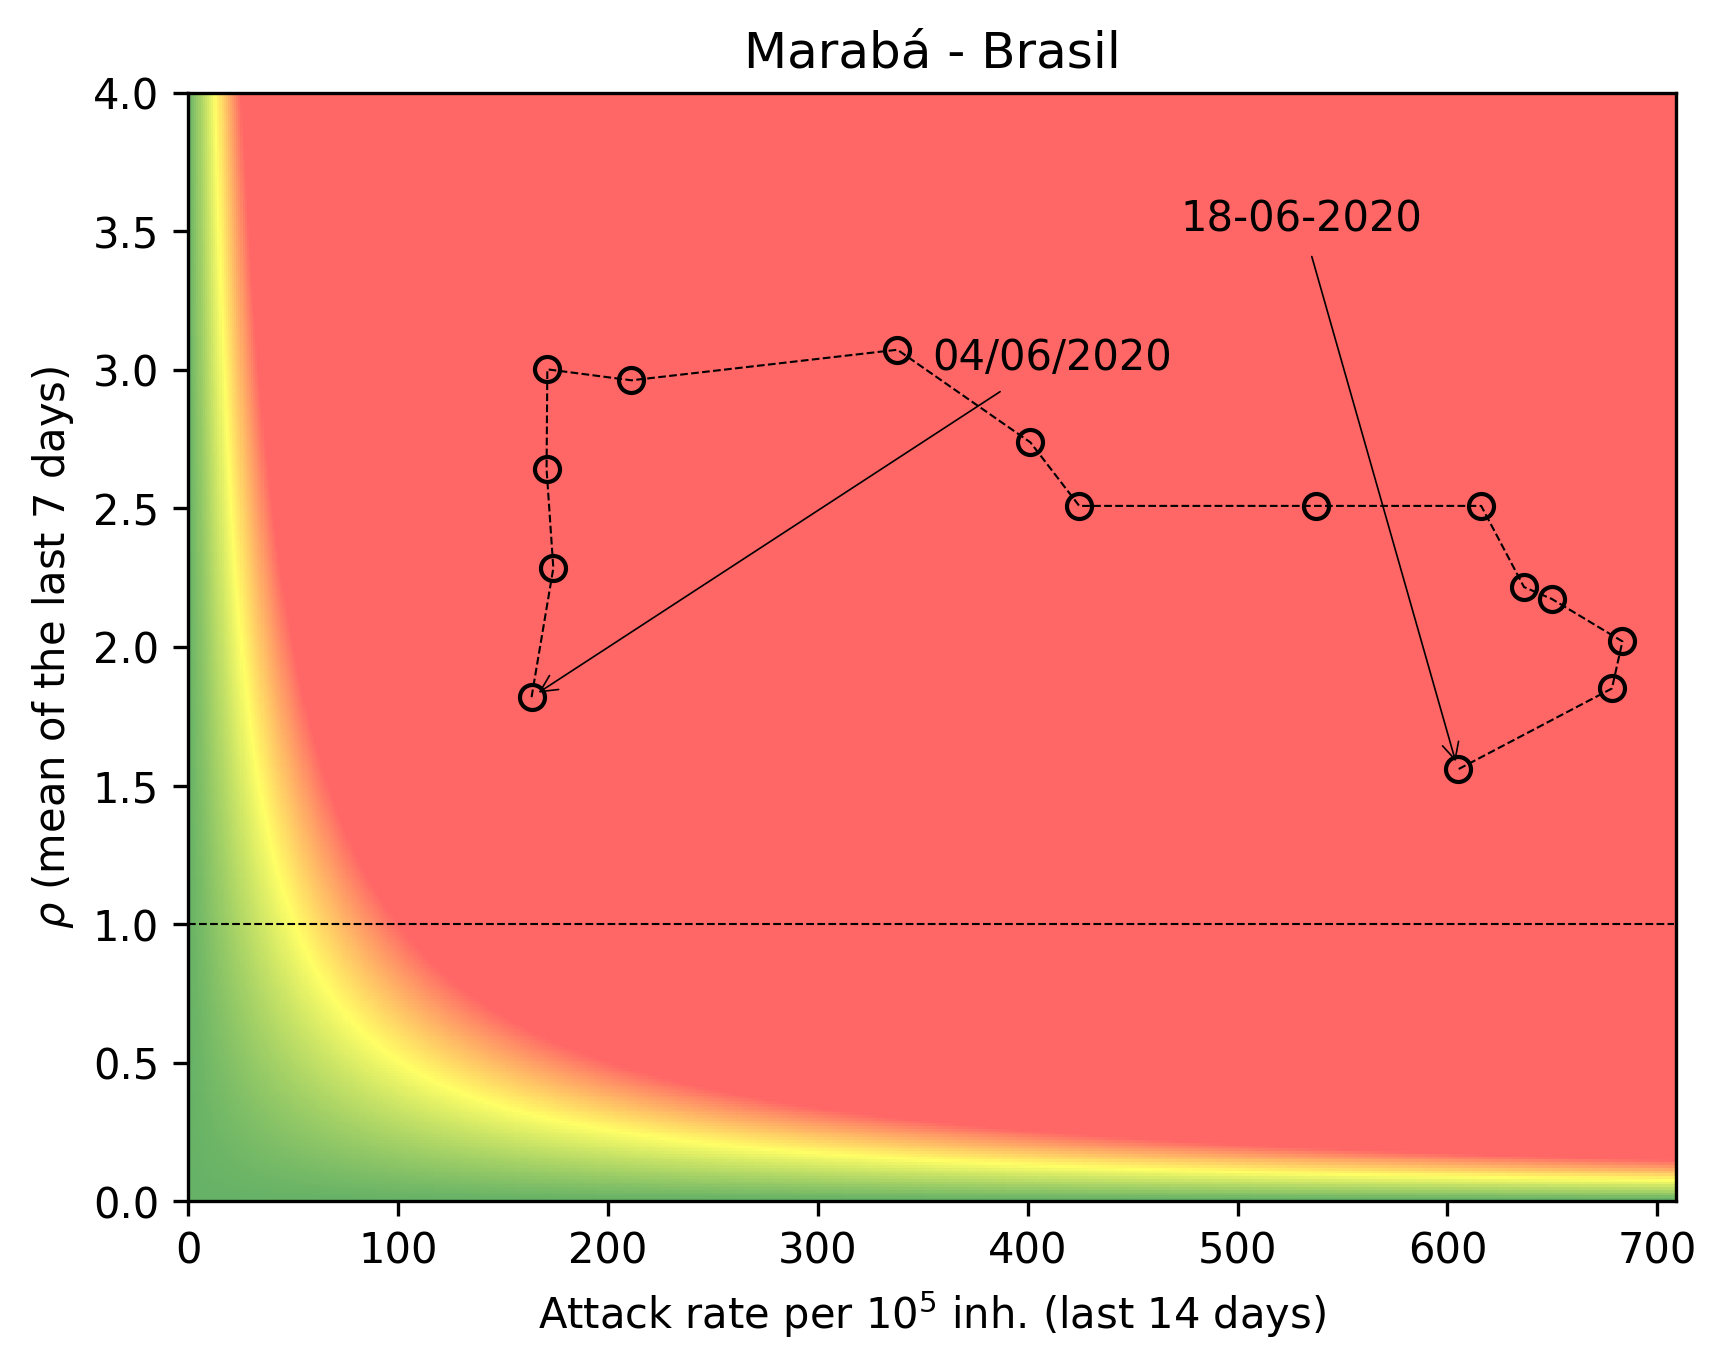 Marabá - Brasil
4.0
3.5
3.0
2.5
2.0
1.5
1.0
0.5
0.0
ρ (mean of the last 7 days)
18-06-2020
04/06/2020
0 100 200 300 400 500 600 700
Attack rate per 10⁵ inh. (last 14 days)